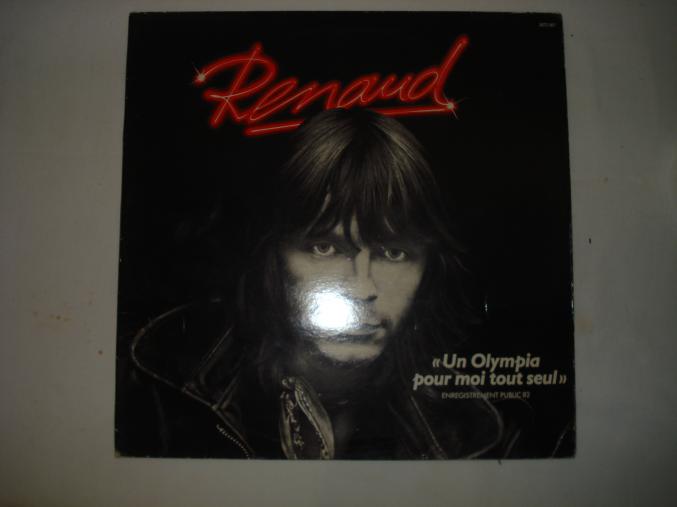 Renaud
« Un Olympia
pour moi tout seul »
ENREGISTREMENT PUBLIC 82